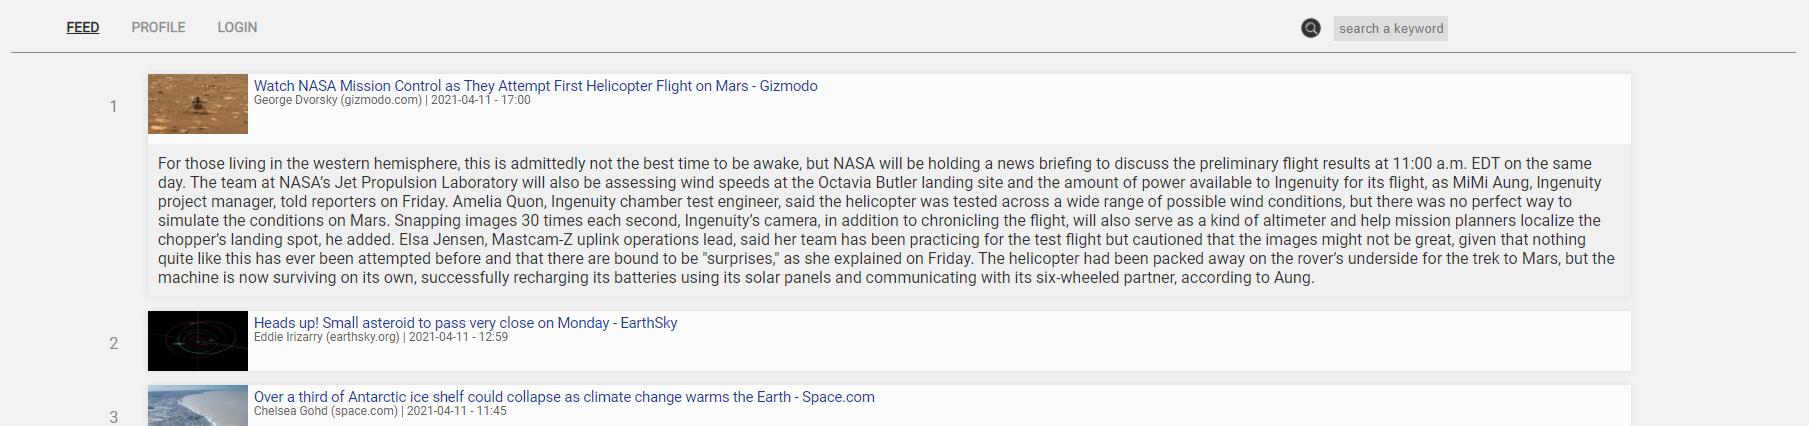 FEED PROFILE LOGIN search a keyword
1
Watch NASA Mission Control as They Attempt First Helicopter Flight on Mars - Gizmodo
George Dvorsky (gizmodo.com) | 2021-04-11 - 17:00
For those living in the western hemisphere, this is admittedly not the best time to be awake, but NASA will be holding a news briefing to discuss the preliminary flight results at 11:00 a.m. EDT on the same
day. The team at NASA’s Jet Propulsion Laboratory will also be assessing wind speeds at the Octavia Butler landing site and the amount of power available to Ingenuity for its flight, as MiMi Aung, Ingenuity
project manager, told reporters on Friday. Amelia Quon, Ingenuity chamber test engineer, said the helicopter was tested across a wide range of possible wind conditions, but there was no perfect way to
simulate the conditions on Mars. Snapping images 30 times each second, Ingenuity’s camera, in addition to chronicling the flight, will also serve as a kind of altimeter and help mission planners localize the
chopper’s landing spot, he added. Elsa Jensen, Mastcam-Z uplink operations lead, said her team has been practicing for the test flight but cautioned that the images might not be great, given that nothing
quite like this has ever been attempted before and that there are bound to be "surprises," as she explained on Friday. The helicopter had been packed away on the rover’s underside for the trek to Mars, but the
machine is now surviving on its own, successfully recharging its batteries using its solar panels and communicating with its six-wheeled partner, according to Aung.
2
Heads up! Small asteroid to pass very close on Monday - EarthSky
Eddie Irizarry (earthsky.org) | 2021-04-11 - 12:59
3
Over a third of Antarctic ice shelf could collapse as climate change warms the Earth - Space.com
Chelsea Gohd (space.com) | 2021-04-11 - 11:45